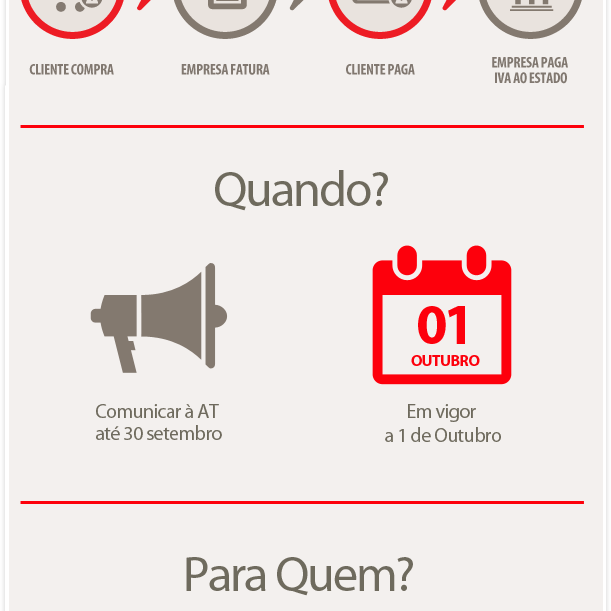 CLIENTE COMPRA
EMPRESA FATURA
CLIENTE PAGA
EMPRESA PAGA
IVA AO ESTADO
Quando?
01
OUTUBRO
Comunicar à AT
até 30 setembro
Em vigor
a 1 de Outubro
Para Quem?